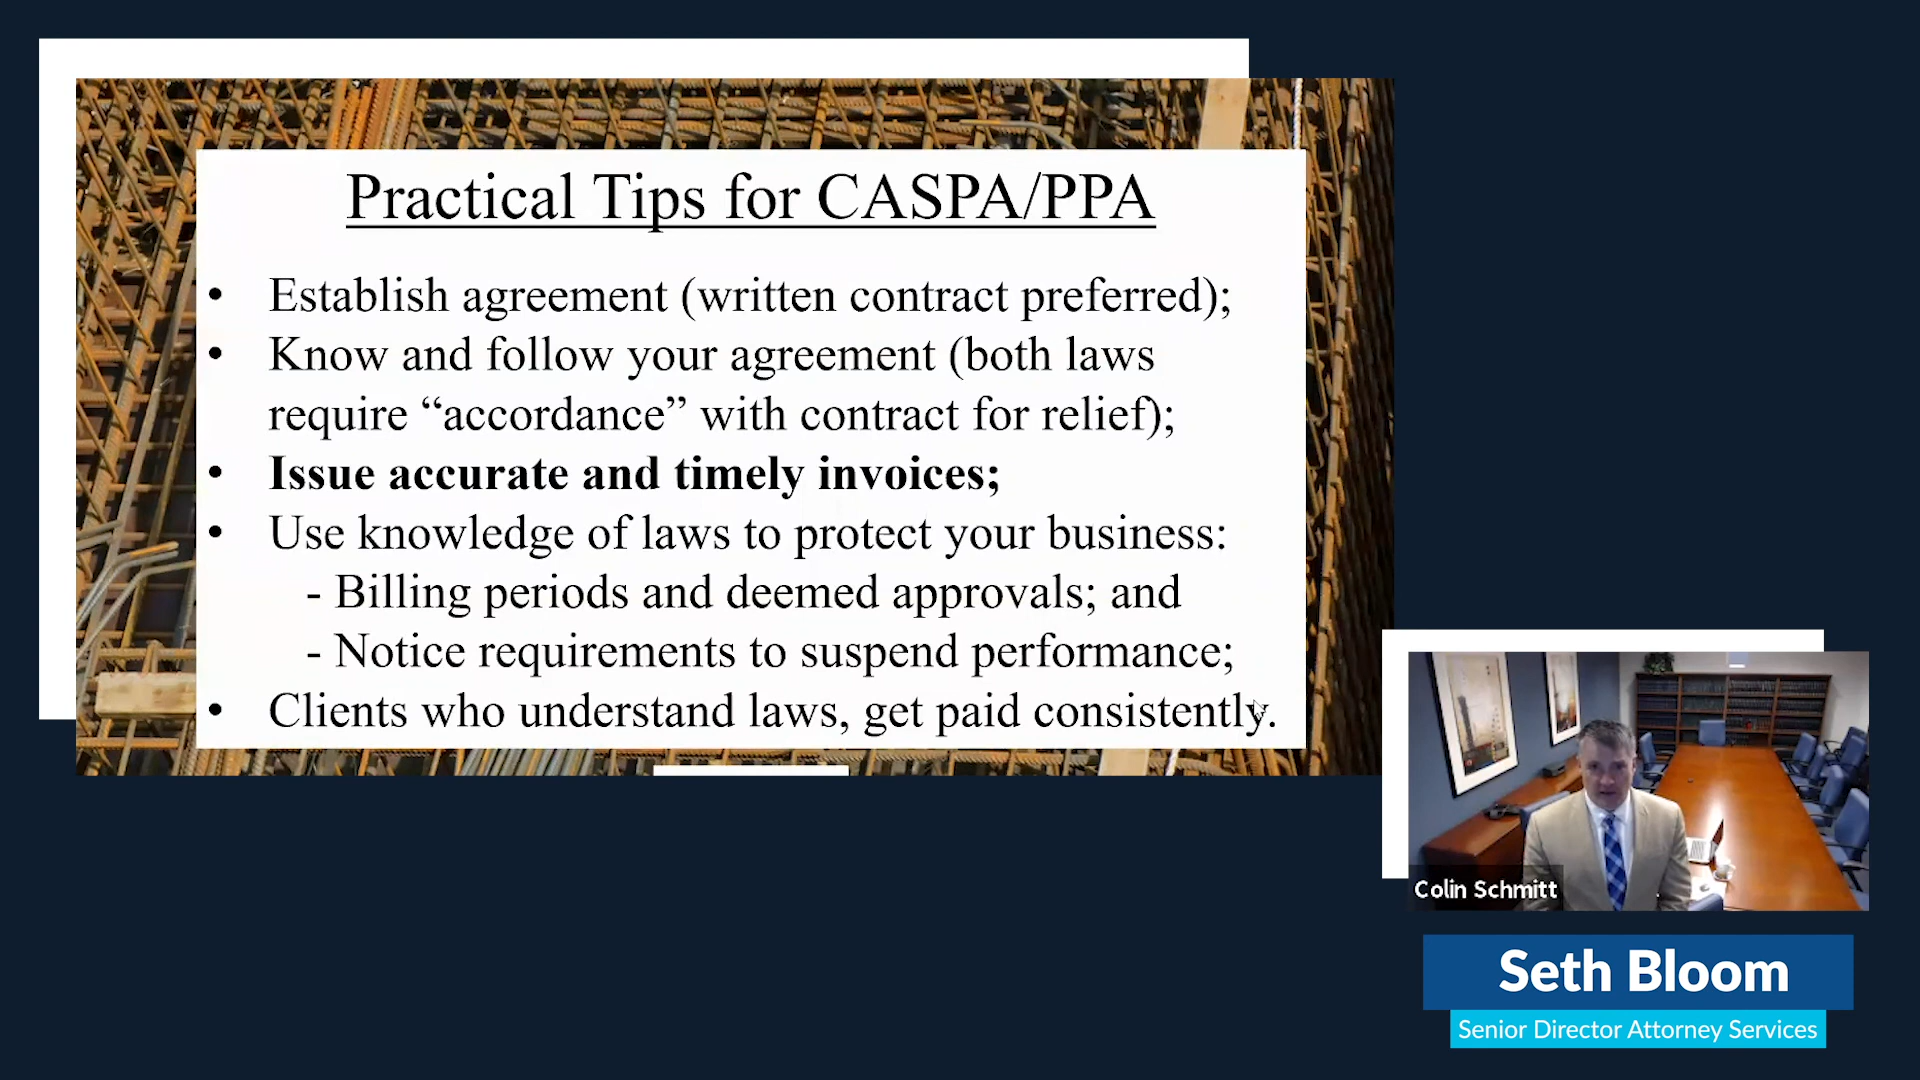 Practical Tips for CASPA/PPA
• Establish agreement (written contract preferred);
• Know and follow your agreement (both laws
require “accordance” with contract for relief);
• Issue accurate and timely invoices;
• Use knowledge of laws to protect your business:
- Billing periods and deemed approvals; and
- Notice requirements to suspend performance;
• Clients who understand laws, get paid consistently.
Colin Schmitt
Seth Bloom
Senior Director Attorney Services